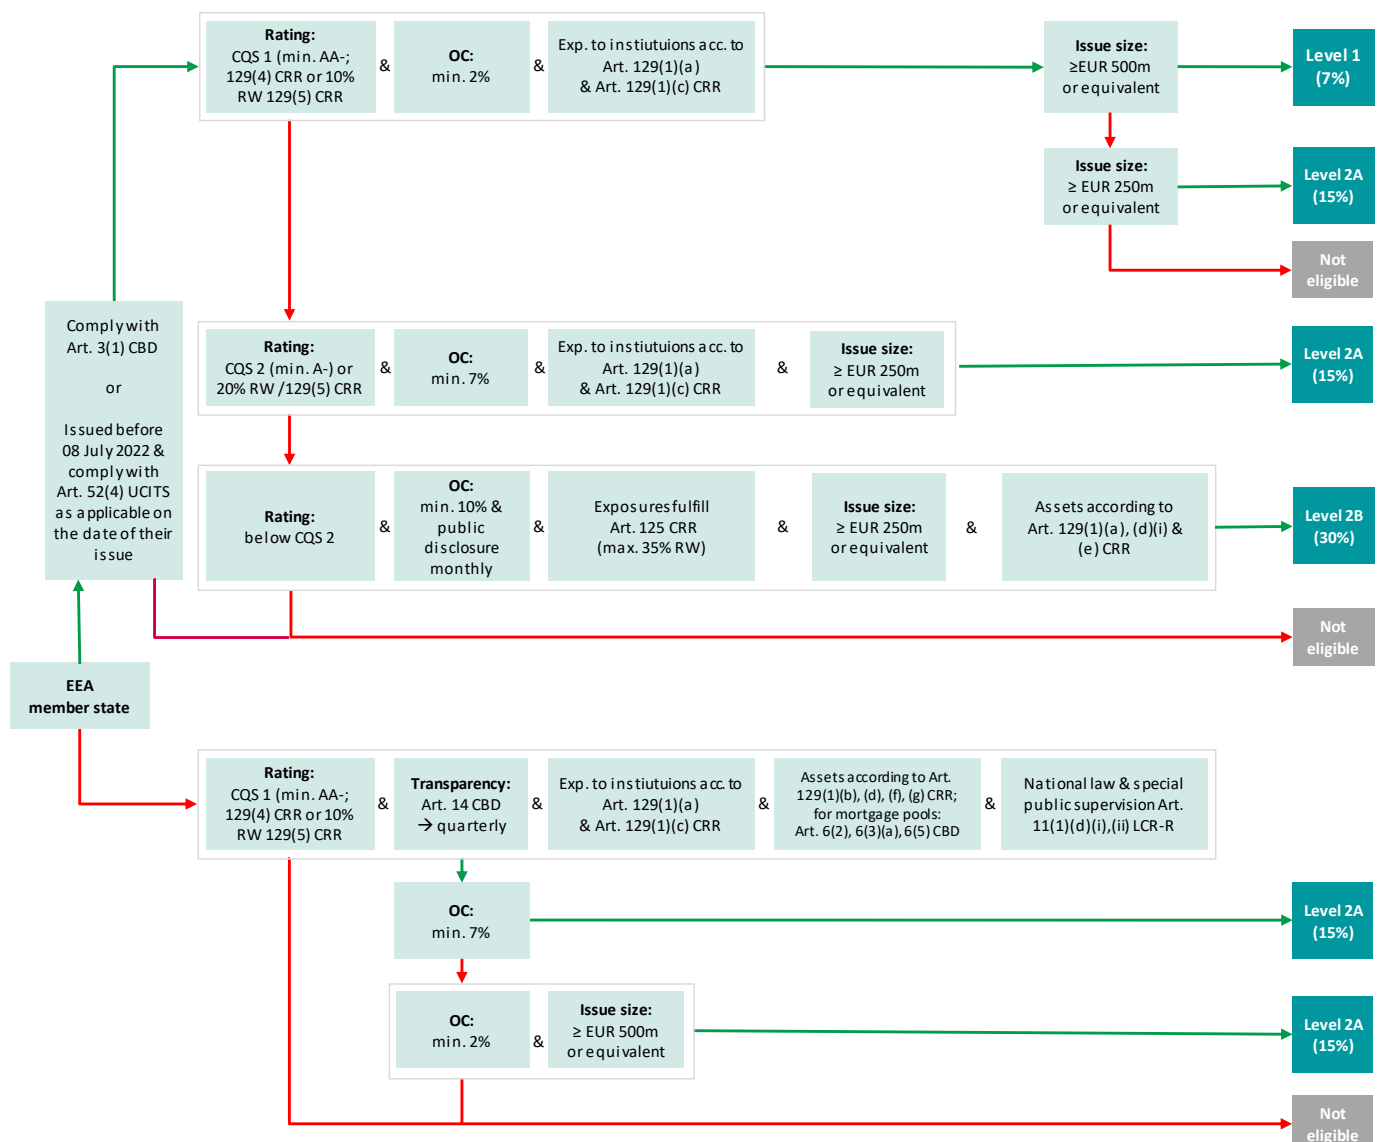 Rating:
CQS 1 (min. AA-;
129(4) CRR or 10%
RW 129(5) CRR
&
OC:
min. 2%
&
Exp. to instiutuions acc. to
Art. 129(1)(a)
& Art. 129(1)(c) CRR
Issue size:
≥EUR 500m
or equivalent
Level 1
(7%)
Issue size:
≥ EUR 250m
or equivalent
Level 2A
(15%)
Not
eligible
Comply with
Art. 3(1) CBD
or
Issued before
08 July 2022 &
comply with
Art. 52(4) UCITS
as applicable on
the date of their
issue
Rating:
CQS 2 (min. A-) or
20% RW /129(5) CRR
&
OC:
min. 7%
&
Exp. to instiutuions acc. to
Art. 129(1)(a)
& Art. 129(1)(c) CRR
&
Issue size:
≥ EUR 250m
or equivalent
Level 2A
(15%)
Rating:
below CQS 2
&
OC:
min. 10% &
public
disclosure
monthly
&
Exposures fulfill
Art. 125 CRR
(max. 35% RW)
&
Issue size:
≥ EUR 250m
or equivalent
&
Assets according to
Art. 129(1)(a), (d)(i) &
(e) CRR
Level 2B
(30%)
Not
eligible
EEA
member state
Rating:
CQS 1 (min. AA-;
129(4) CRR or 10%
RW 129(5) CRR
&
Transparency:
Art. 14 CBD
→ quarterly
&
Exp. to instiutuions acc. to
Art. 129(1)(a)
& Art. 129(1)(c) CRR
&
Assets according to Art.
129(1)(b), (d), (f), (g) CRR;
for mortgage pools:
Art. 6(2), 6(3)(a), 6(5) CBD
&
National law & special
public supervision Art.
11(1)(d)(i),(ii) LCR-R
OC:
min. 7%
Level 2A
(15%)
OC:
min. 2%
&
Issue size:
≥ EUR 500m
or equivalent
Level 2A
(15%)
Not
eligible